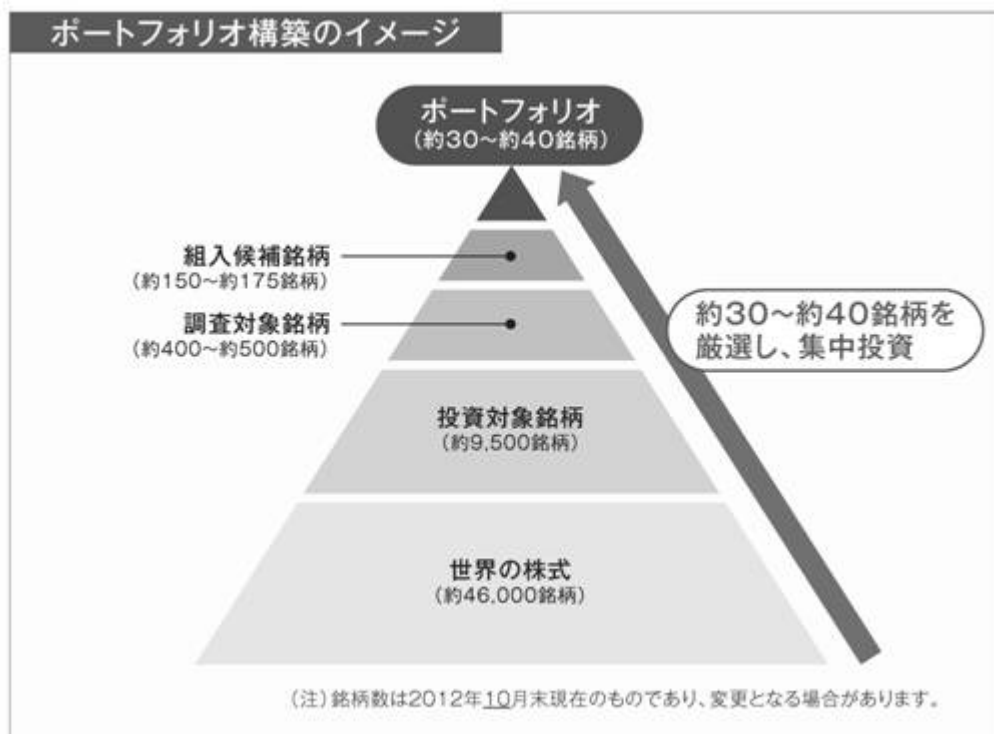 ポートフォリオ構築のイメージ
ポートフォリオ
(約30～約40銘柄)
組入候補銘柄
(約150～約175銘柄)
調査対象銘柄
(約400～約500銘柄)
約30～約40銘柄を
厳選し、集中投資
投資対象銘柄
(約9,500銘柄)
世界の株式
(約46,000銘柄)
(注)銘柄数は2012年10月末現在のものであり、変更となる場合があります。